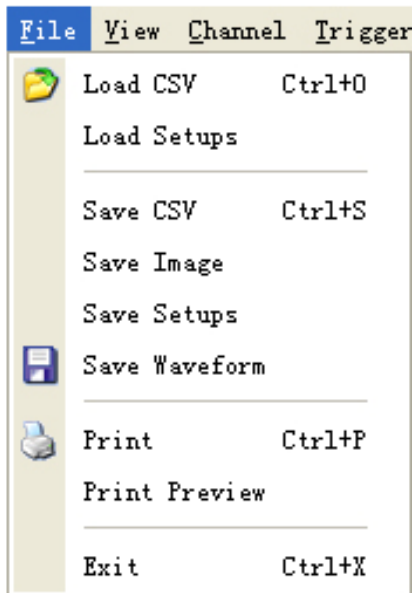 File View Channel Trigger
Load CSV Ctrl+O
Load Setups
Save CSV Ctrl+S
Save Image
Save Setups
Save Waveform
Print Ctrl+P
Print Preview
Exit Ctrl+X